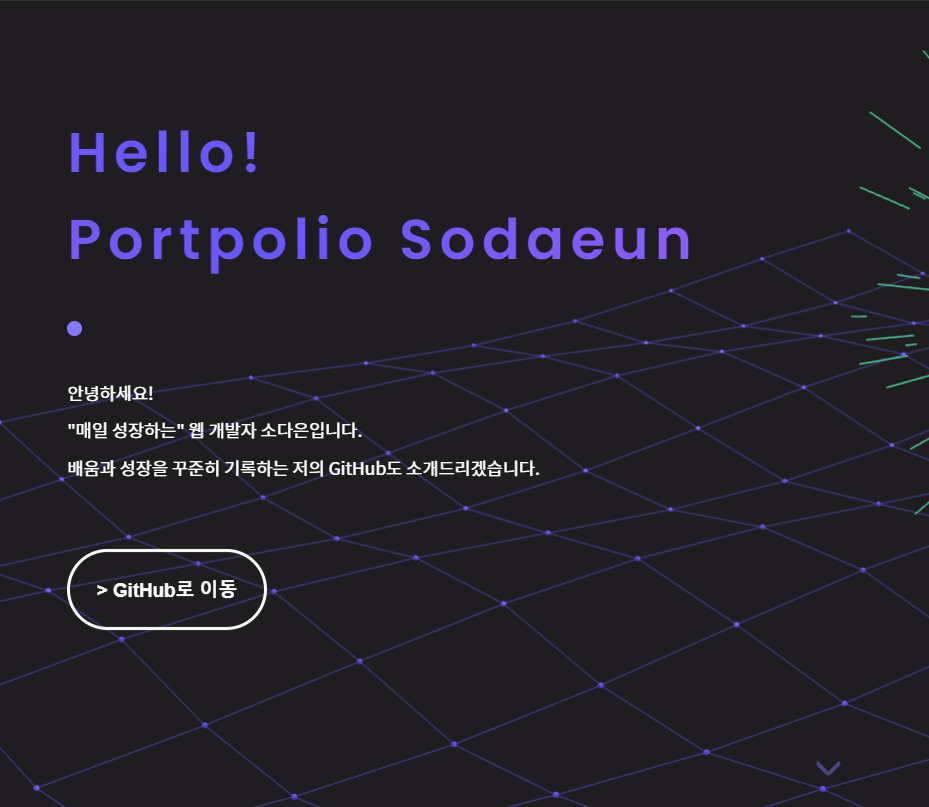 Hello!
Portpolio Sodaeun
안녕하세요!
"매일 성장하는" 웹 개발자 소다은입니다.
배움과 성장을 꾸준히 기록하는 저의 GitHub도 소개드리겠습니다.
> GitHub로 이동